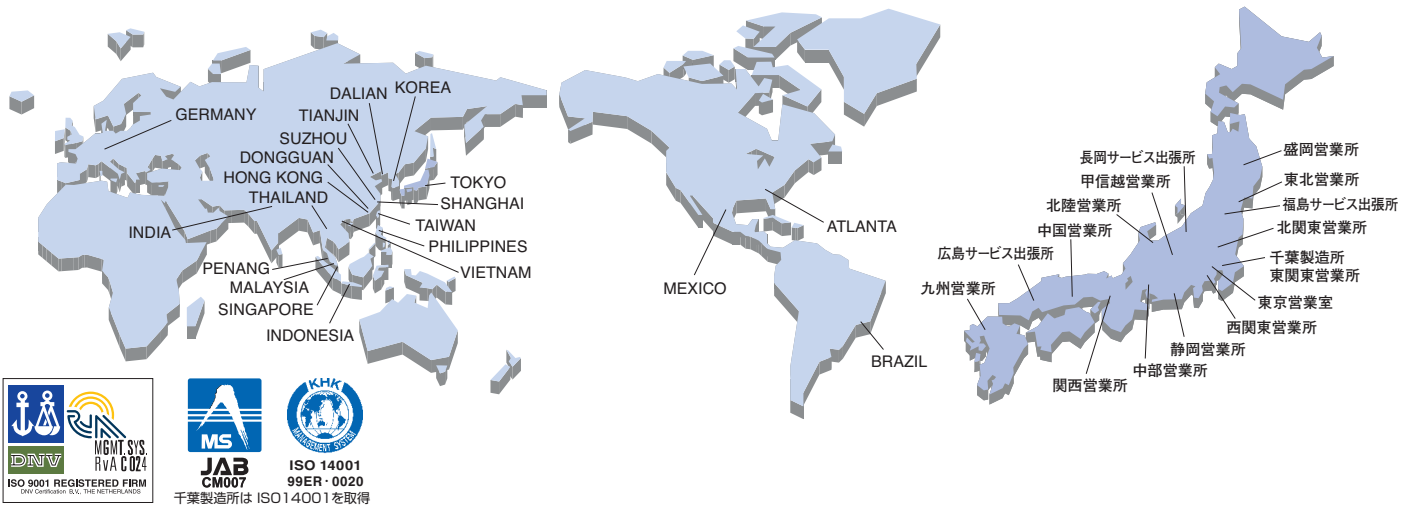 GERMANY
DALIAN
KOREA
TIANJIN
SUZHOU
DONGGUAN
HONG KONG
THAILAND
INDIA
TOKYO
SHANGHAI
TAIWAN
PHILIPPINES
VIETNAM
PENANG
MALAYSIA
SINGAPORE
INDONESIA
ATLANTA
MEXICO
BRAZIL
長岡サービス出張所
甲信越営業所
北陸営業所
中国営業所
広島サービス出張所
九州営業所
盛岡営業所
東北営業所
福島サービス出張所
北関東営業所
千葉製造所
東関東営業所
東京営業室
西関東営業所
静岡営業所
中部営業所
関西営業所
DNV
MGMT. SYS.
RvA C 024
ISO 9001 REGISTERED FIRM
DNV Certification B.V., THE NETHERLANDS
MS
JAB
CM007
KHK
MANAGEMENT SYSTEM
ISO 14001
99ER・0020
千葉製造所は ISO14001を取得